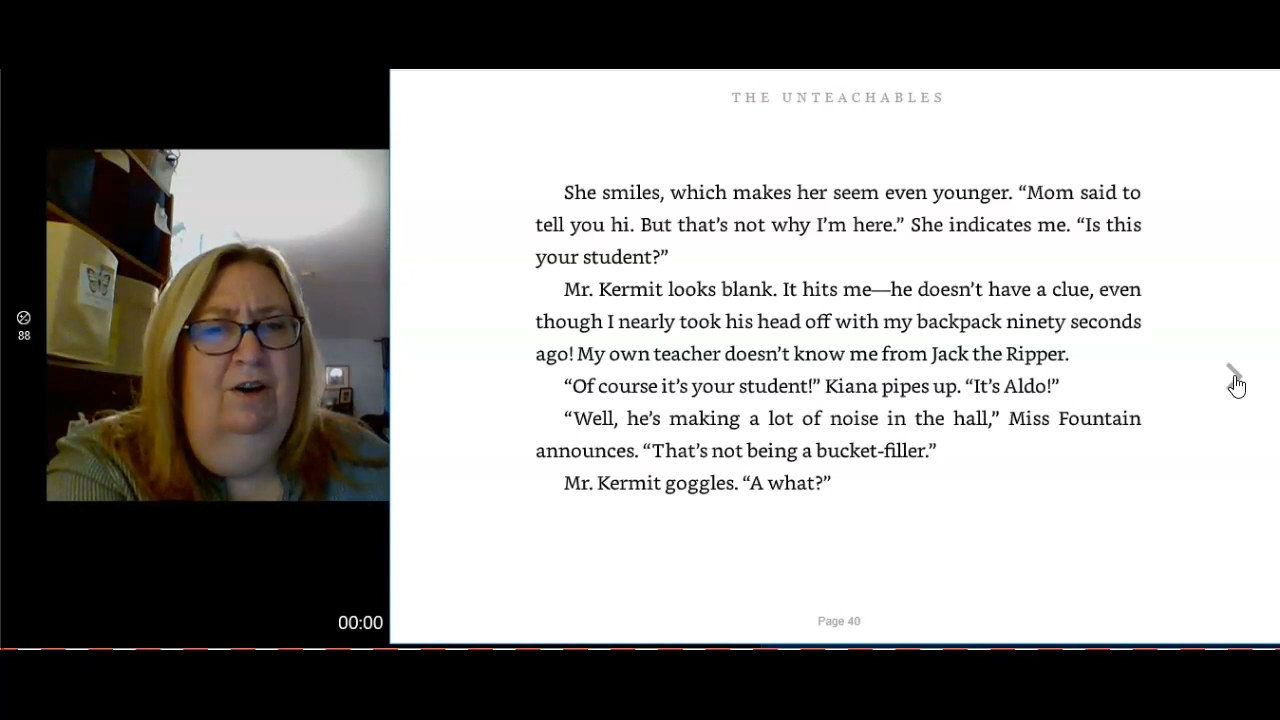 THE UNTEACHABLES
She smiles, which makes her seem even younger. “Mom said to
tell you hi. But that’s not why I’m here.” She indicates me. “Is this
your student?”
Mr. Kermit looks blank. It hits me—he doesn’t have a clue, even
though I nearly took his head off with my backpack ninety seconds
ago! My own teacher doesn’t know me from Jack the Ripper.
“Of course it’s your student!” Kiana pipes up. “It’s Aldo!”
“Well, he’s making a lot of noise in the hall,” Miss Fountain
announces. “That’s not being a bucket-filler.”
Mr. Kermit goggles. “A what?”
Page 40
88
00:00